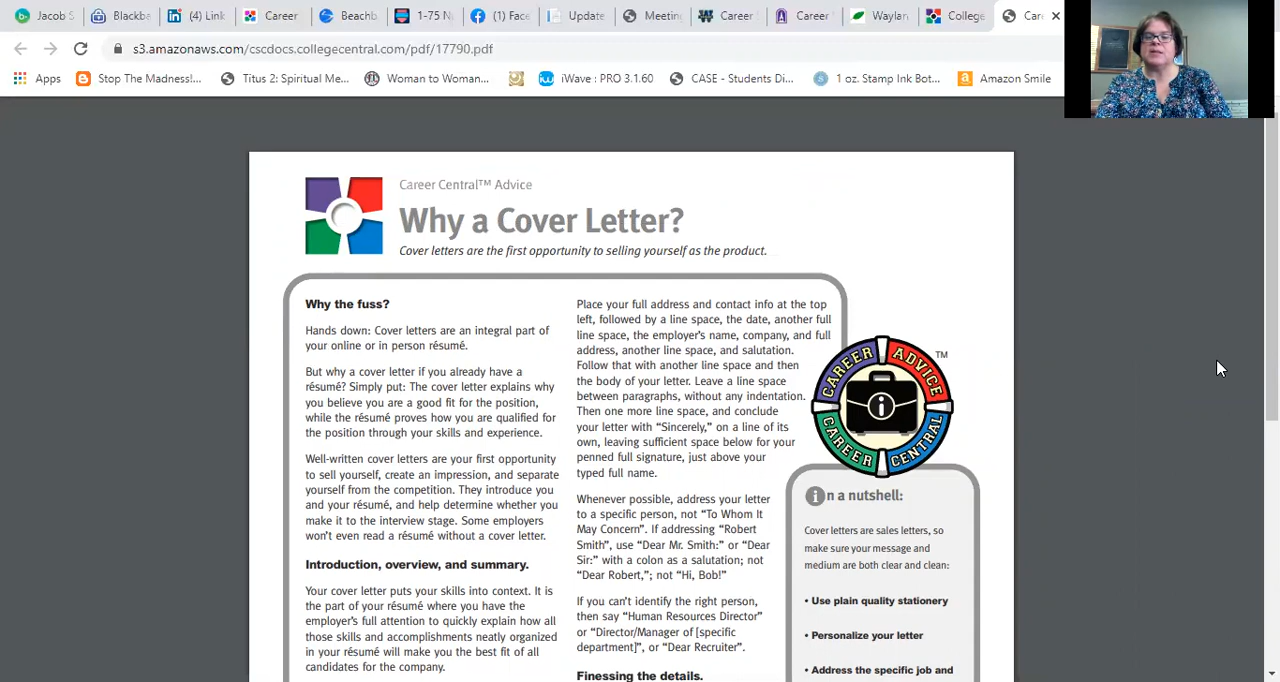 Jacob S
Blackba
(4) Link
Career
Beachb
1-75 N
(1) Face
Update
Meeting
Career
Career
Waylan
College
Car
s3.amazonaws.com/cscdocs.collegecentral.com/pdf/17790.pdf
Apps
Stop The Madness!...
Titus 2: Spiritual Me...
Woman to Woman...
iWave : PRO 3.1.60
CASE - Students Di...
1 oz. Stamp Ink Bot...
Amazon Smile
Career Central™ Advice
Why a Cover Letter?
Cover letters are the first opportunity to selling yourself as the product.
Why the fuss?
Hands down: Cover letters are an integral part of
your online or in person résumé.
But why a cover letter if you already have a
résumé? Simply put: The cover letter explains why
you believe you are a good fit for the position,
while the résumé proves how you are qualified for
the position through your skills and experience.
Well-written cover letters are your first opportunity
to sell yourself, create an impression, and separate
yourself from the competition. They introduce you
and your résumé, and help determine whether you
make it to the interview stage. Some employers
won't even read a résumé without a cover letter.
Introduction, overview, and summary.
Your cover letter puts your skills into context. It is
the part of your résumé where you have the
employer's full attention to quickly explain how all
those skills and accomplishments neatly organized
in your résumé will make you the best fit of all
candidates for the company.
Place your full address and contact info at the top
left, followed by a line space, the date, another full
line space, the employer's name, company, and full
address, another line space, and salutation.
Follow that with another line space and then
the body of your letter. Leave a line space
between paragraphs, without any indentation.
Then one more line space, and conclude
your letter with "Sincerely," on a line of its
own, leaving sufficient space below for your
penned full signature, just above your
typed full name.
Whenever possible, address your letter
to a specific person, not "To Whom It
May Concern". If addressing "Robert
Smith", use "Dear Mr. Smith:" or "Dear
Sir:" with a colon as a salutation; not
"Dear Robert,"; not "Hi, Bob!"
If you can't identify the right person,
then say "Human Resources Director"
or "Director/Manager of [specific
department]", or "Dear Recruiter".
Finessing the details.
CAREER ADVICE ™
CAREER CENTRAL
in a nutshell:
Cover letters are sales letters, so
make sure your message and
medium are both clear and clean:
• Use plain quality stationery
• Personalize your letter
• Address the specific job and